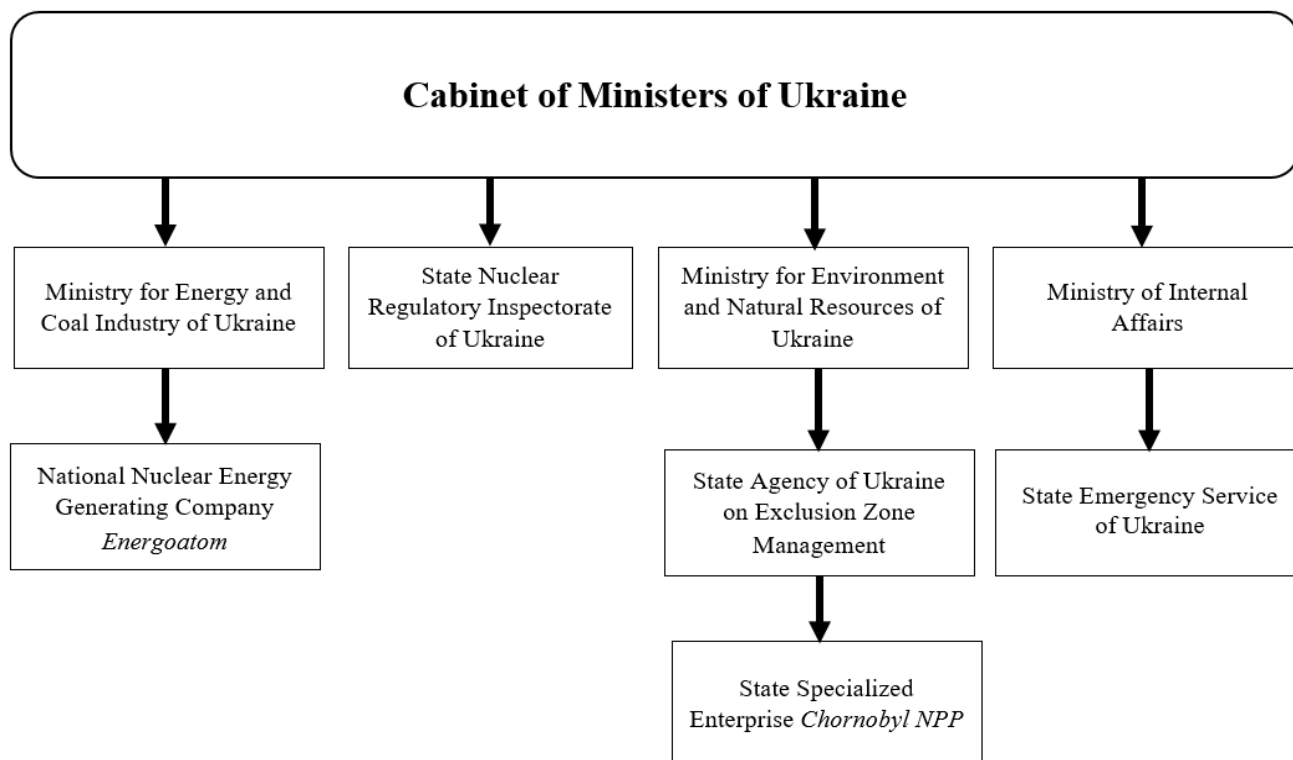 Cabinet of Ministers of Ukraine
Ministry for Energy and
Coal Industry of Ukraine
State Nuclear
Regulatory Inspectorate
of Ukraine
Ministry for Environment
and Natural Resources of
Ukraine
Ministry of Internal
Affairs
National Nuclear Energy
Generating Company
Energoatom
State Agency of Ukraine
on Exclusion Zone
Management
State Emergency Service
of Ukraine
State Specialized
Enterprise Chornobyl NPP